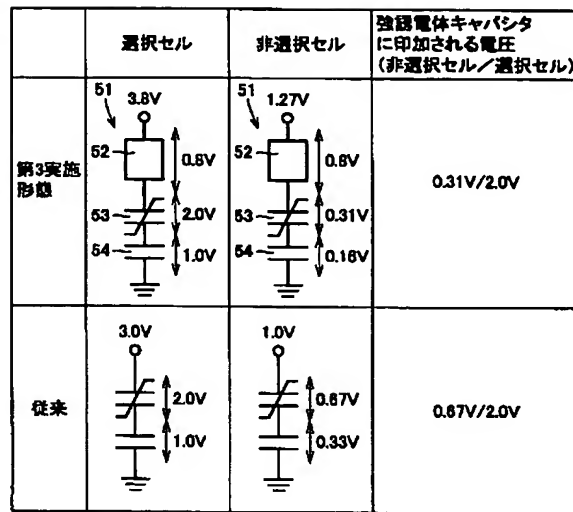 選択セル
非選択セル
強誘電体キャパシタ
に印加される電圧
(非選択セル/選択セル)
第3実施
形態
51
3.8V
52
0.8V
53
2.0V
54
1.0V
51
1.27V
52
0.8V
53
0.31V
54
0.16V
0.31V/2.0V
従来
3.0V
2.0V
1.0V
1.0V
0.67V
0.33V
0.67V/2.0V